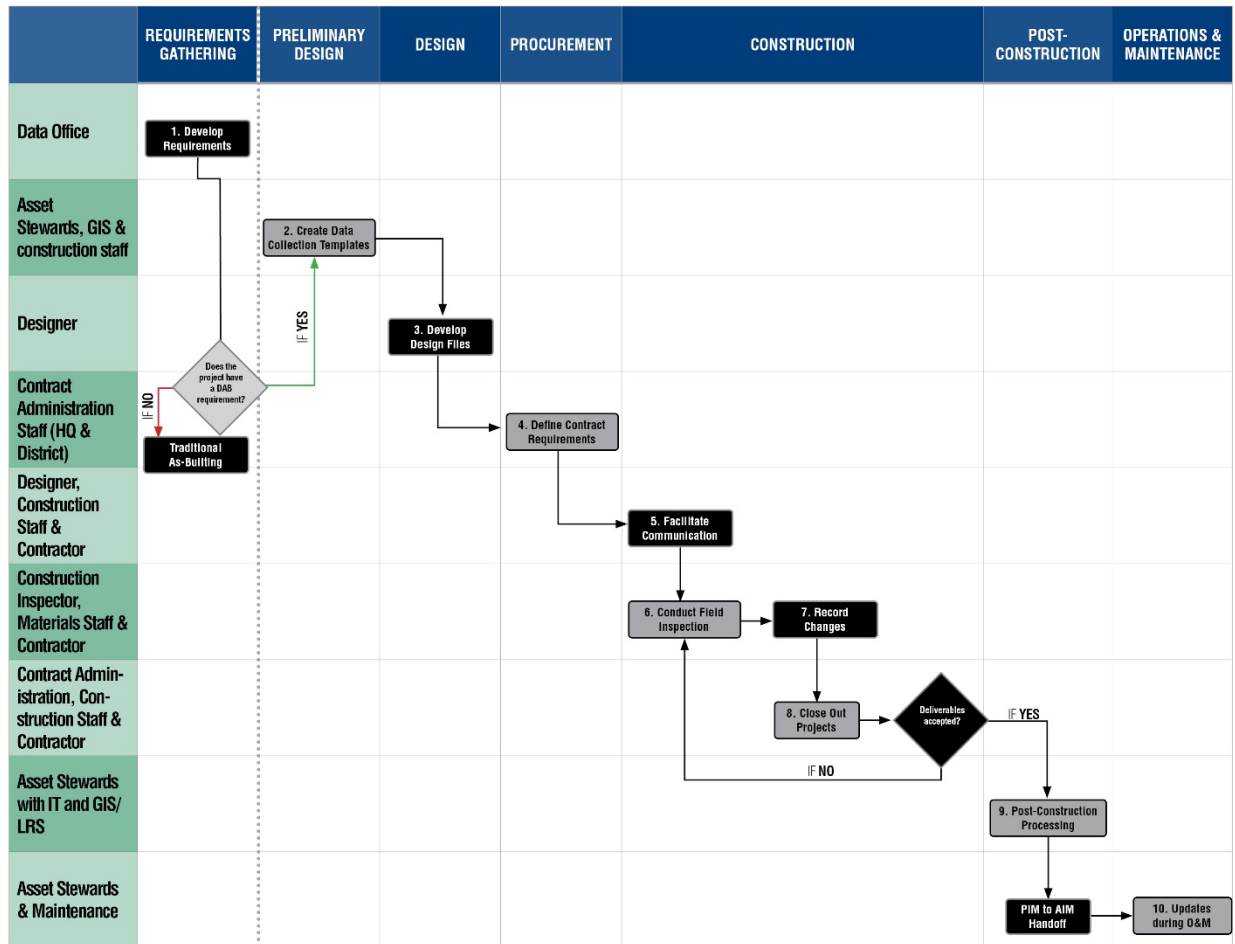 REQUIREMENTS
GATHERING
PRELIMINARY
DESIGN
DESIGN
PROCUREMENT
CONSTRUCTION
POST-
CONSTRUCTION
OPERATIONS &
MAINTENANCE
Data Office
1. Develop
Requirements
Asset
Stewards, GIS &
construction staff
2. Create Data
Collection Templates
Designer
IF YES
3. Develop
Design Files
Does the
project have
a DAB
requirement?
IF NO
Traditional
As-Builting
Contract
Administration
Staff (HQ &
District)
4. Define Contract
Requirements
Designer,
Construction
Staff &
Contractor
5. Facilitate
Communication
Construction
Inspector,
Materials Staff &
Contractor
6. Conduct Field
Inspection
7. Record
Changes
Contract Admin-
istration, Con-
struction Staff &
Contractor
8. Close Out
Projects
Deliverables
accepted?
IF YES
IF NO
Asset Stewards
with IT and GIS/
LRS
9. Post-Construction
Processing
Asset Stewards
& Maintenance
PIM to AIM
Handoff
10. Updates
during O&M